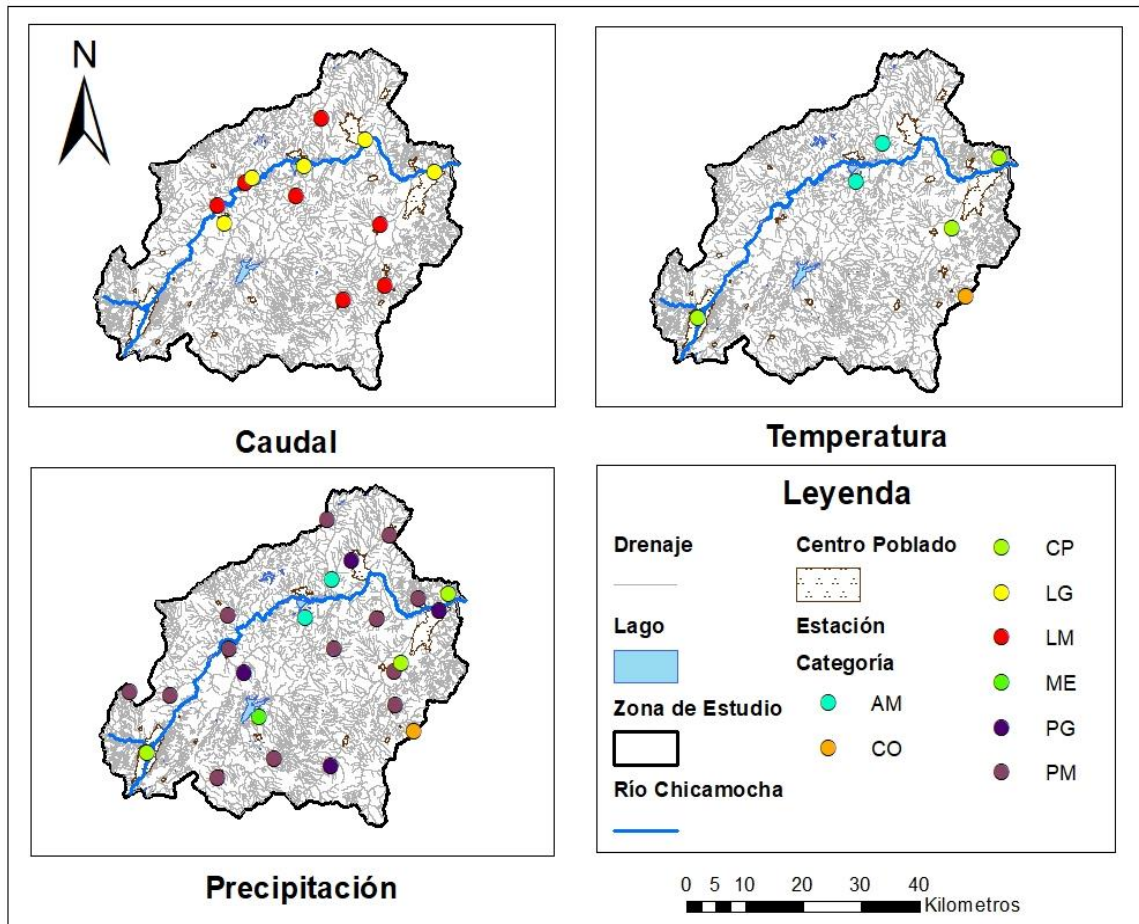 N
Caudal
Temperatura
Precipitación
Leyenda
Drenaje
Lago
Zona de Estudio
Río Chicamocha
Centro Poblado
Estación
Categoría
AM
CO
CP
LG
LM
ME
PG
PM
0 5 10 20 30 40
Kilometros